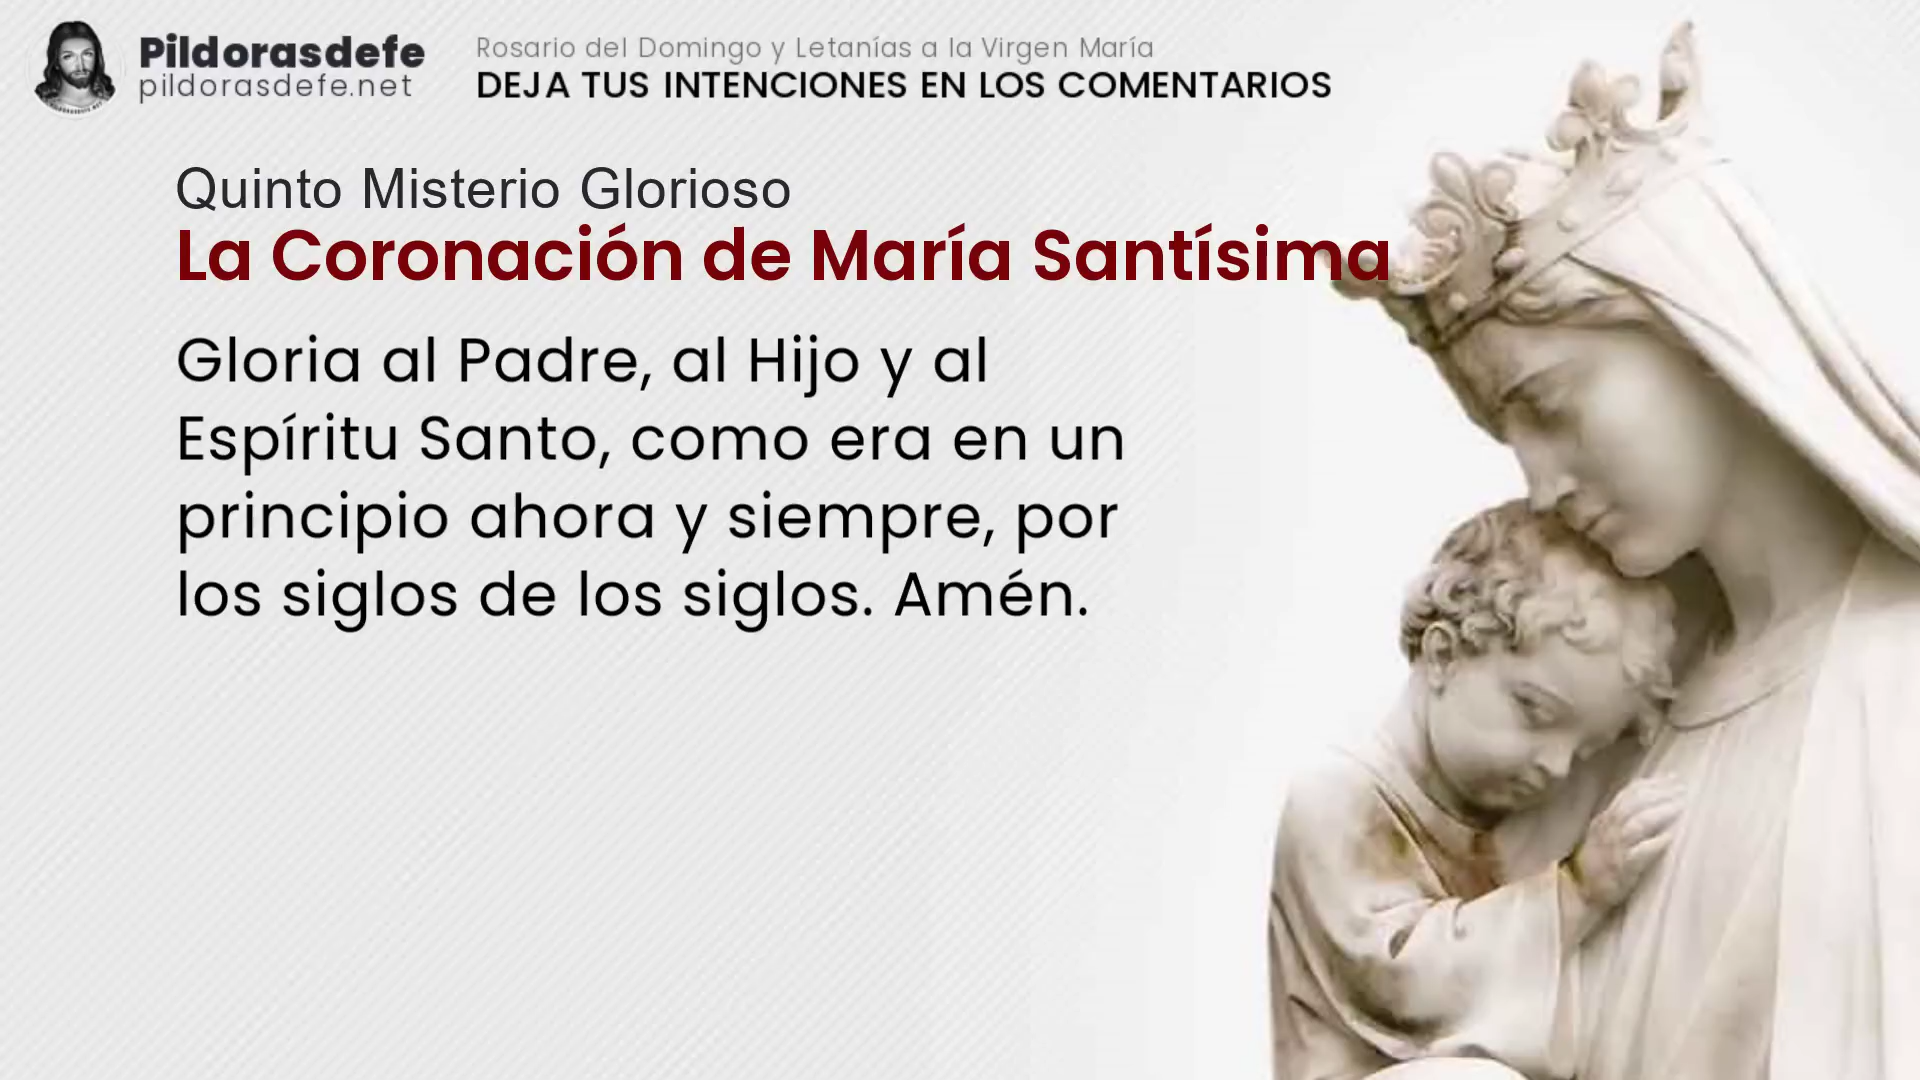 Pildorasdefe
pildorasdefe.net
Rosario del Domingo y Letanías a la Virgen María
DEJA TUS INTENCIONES EN LOS COMENTARIOS
Quinto Misterio Glorioso
La Coronación de María Santísima
Gloria al Padre, al Hijo y al
Espíritu Santo, como era en un
principio ahora y siempre, por
los siglos de los siglos. Amén.